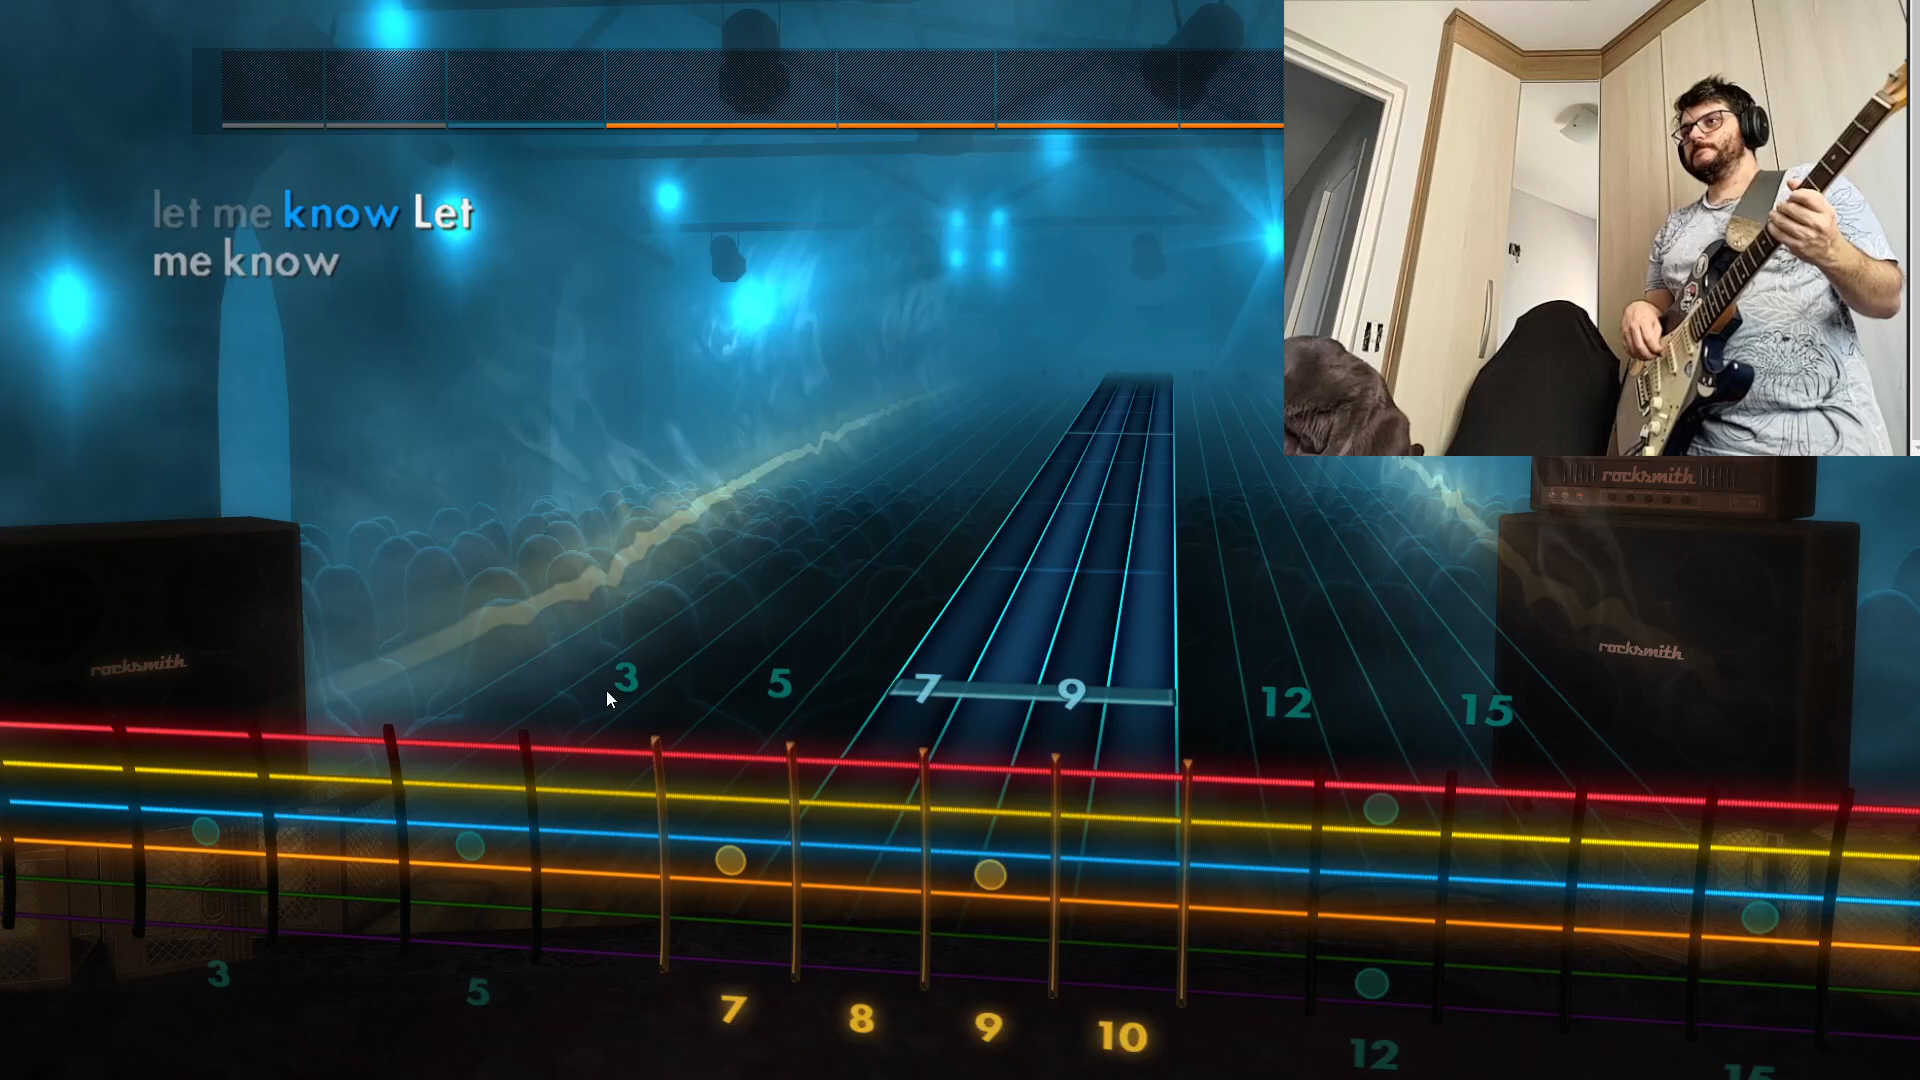 let me know Let
me know
rocksmith
rocksmith
rocksmith
3 5 7 9 12 15
3 5 7 8 9 10 12 15